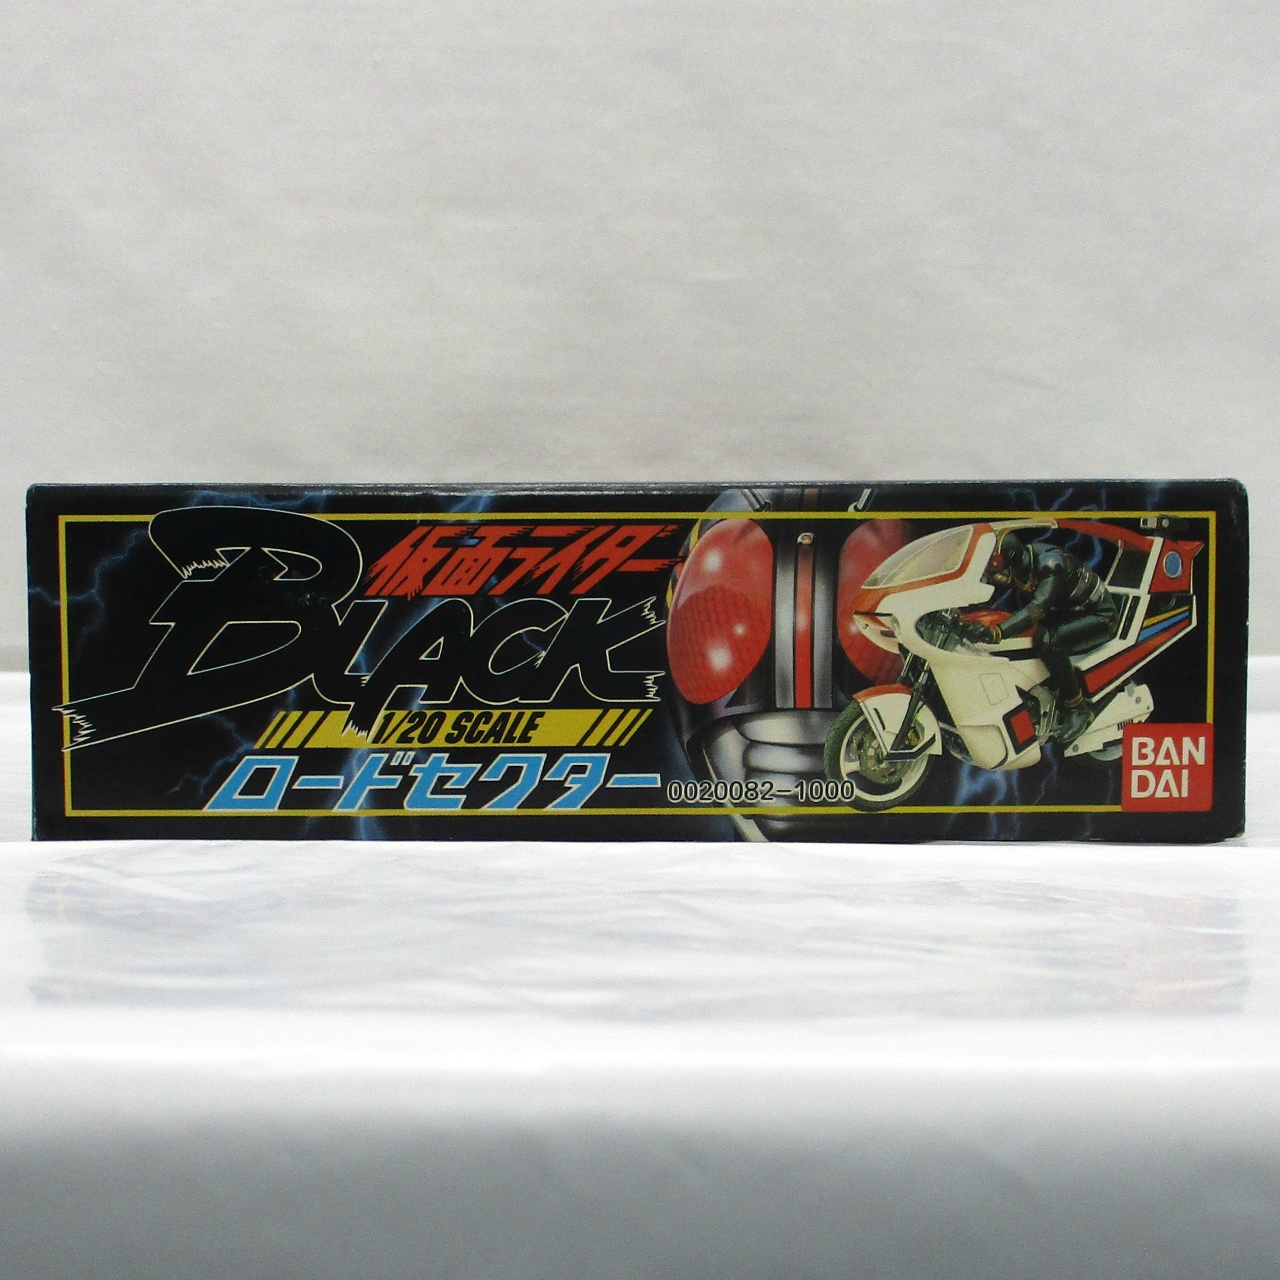 仮面ライダー
BLACK
1/20 SCALE
ロードセクター
0020082-1000
BAN
DAI